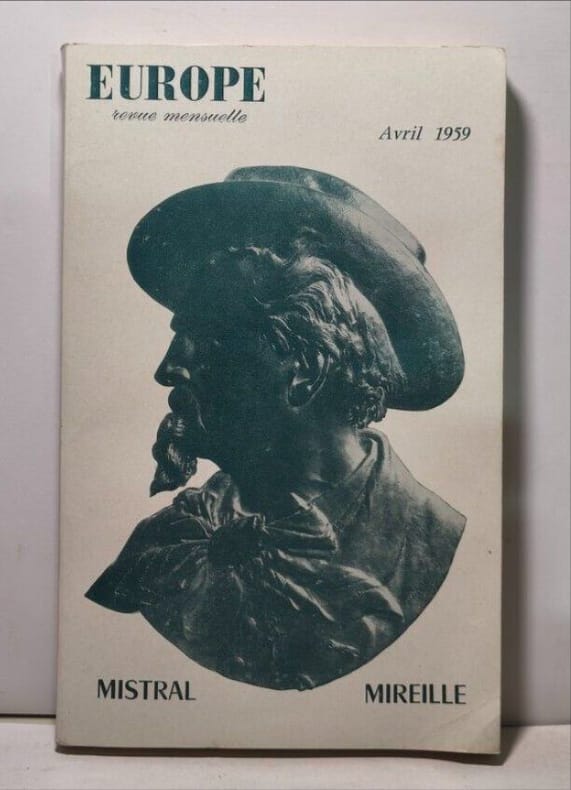 EUROPE
revue mensuelle
Avril 1959
MISTRAL MIREILLE